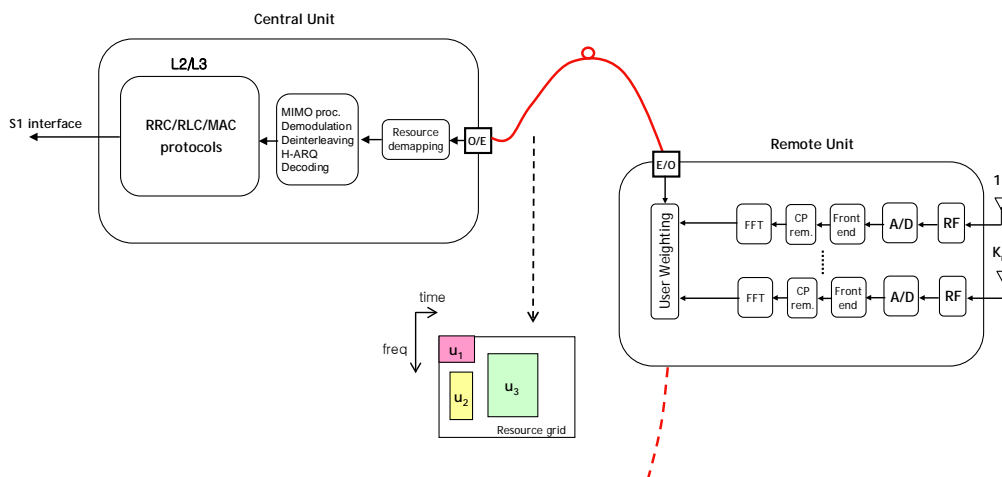 Central Unit
L2/L3
S1 interface
RRC/RLC/MAC
protocols
MIMO proc.
Demodulation
Deinterleaving
H-ARQ
Decoding
Resource
demapping
O/E
E/O
Remote Unit
User Weighting
FFT
CP
rem.
Front
end
A/D
RF
1
FFT
CP
rem.
Front
end
A/D
RF
K
time
freq
u1
u2
u3
Resource grid